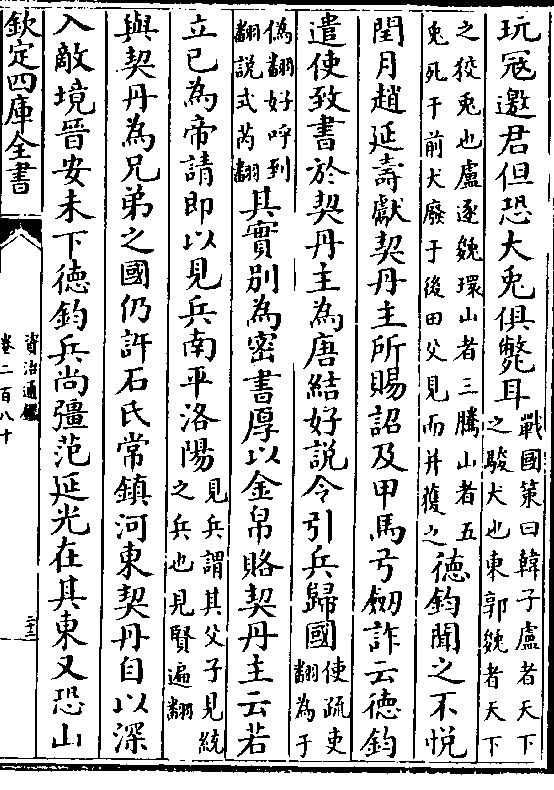 玩寇邀君但恐犬兎俱斃耳戰國策曰韓子盧者天下之駿犬也東郭㕙者天下
之狡兎也盧逐㕙環山者三騰山者五兎死于前犬廢于後田父見而并獲之德鈞聞之不悦
閏月趙延壽獻契丹主所賜詔及甲馬弓劒詐云德鈞
遣使致書於契丹主為唐結好說令引兵歸國使疏吏翻為于
偽翻好呼到翻說式芮翻其實別為密書厚以金帛賂契丹主云若
立已為帝請即以見兵南平洛陽見兵謂其父子見統之兵也見賢遍翻
與契丹為兄弟之國仍許石氏常鎮河東契丹自以深
入敵境晉安未下德鈞兵尚彊范延光在其東又恐山
欽定四庫全書
資治通鑑
卷二百八十